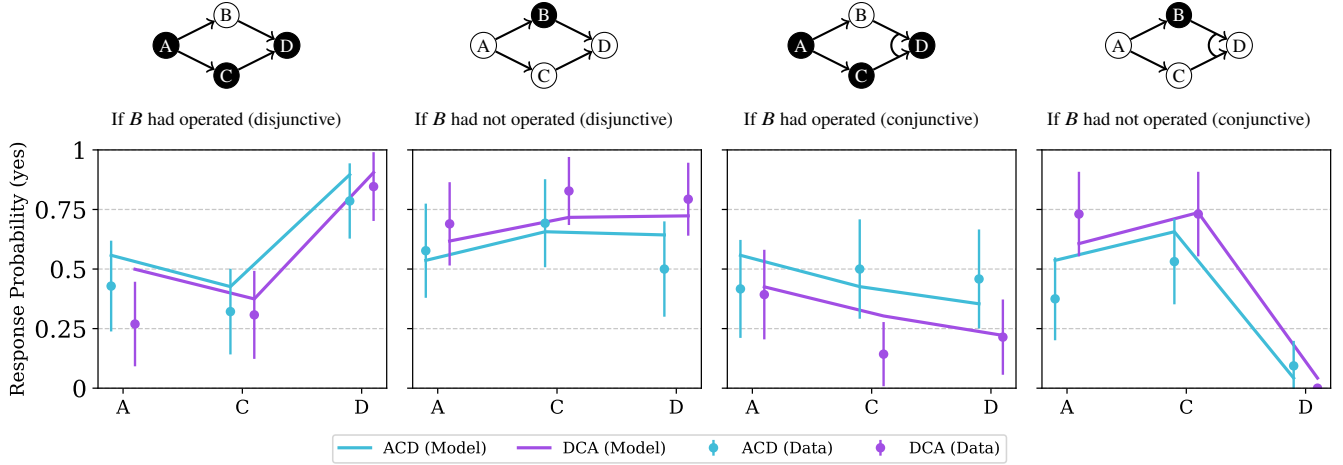 B
A
D
C
B
A
D
C
B
A
D
C
B
A
D
C
If B had operated (disjunctive)
If B had not operated (disjunctive)
If B had operated (conjunctive)
If B had not operated (conjunctive)
Response Probability (yes)
1
0.75
0.5
0.25
0
A C D
A C D
A C D
A C D
ACD (Model)
DCA (Model)
ACD (Data)
DCA (Data)